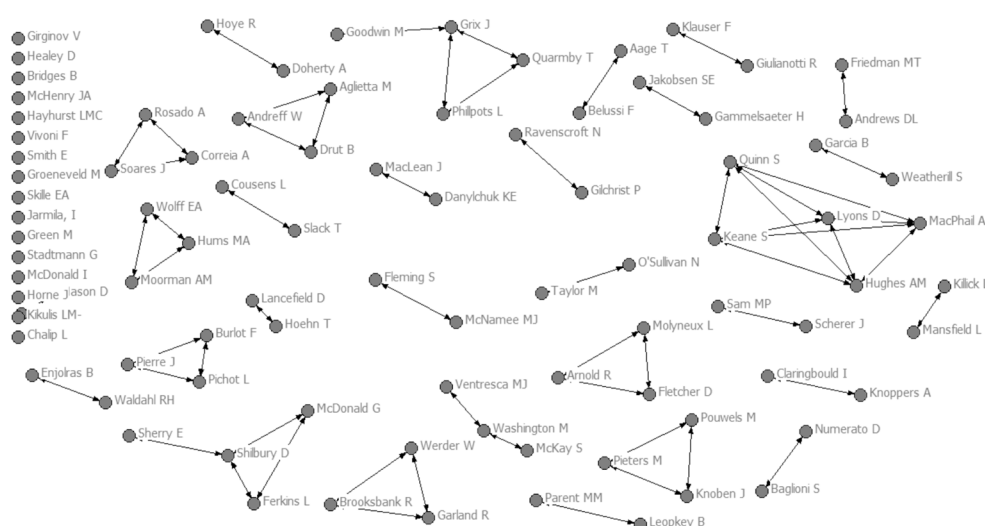 Girginov V
Healey D
Bridges B
McHenry JA
Hayhurst LMC
Vivoni F
Smith E
Groeneveld M
Skille EA
Jarmila, I
Green M
Stadtmann G
McDonald I
Horne J
ason D
Kikulis LM-
Chalip L
Hoye R
Doherty A
Goodwin M
Grix J
Quarmby T
Phillpots L
Aage T
Belussi F
Klauser F
Giulianotti R
Jakobsen SE
Gammelsaeter H
Friedman MT
Andrews DL
Rosado A
Soares J
Correia A
Aglietta M
Andreff W
Drut B
Ravenscroft N
Gilchrist P
Garcia B
Weatherill S
MacLean J
Danylchuk KE
Cousens L
Slack T
Quinn S
Lyons D
MacPhail A
Keane S
Hughes AM
Wolff EA
Hums MA
Moorman AM
O'Sullivan N
Taylor M
Fleming S
McNamee MJ
Killick
Mansfield L
Lancefield D
Hoehn T
Sam MP
Scherer J
Burlot F
Pierre J
Pichot L
Molyneux L
Arnold R
Fletcher D
Enjolras B
Waldahl RH
Claringbould I
Knoppers A
Ventresca MJ
Washington M
McKay S
McDonald G
Sherry E
Shilbury D
Ferkins L
Werder W
Brooksbank R
Garland R
Pouwels M
Pieters M
Knoben J
Numerato D
Baglioni S
Parent MM
Leopkey B